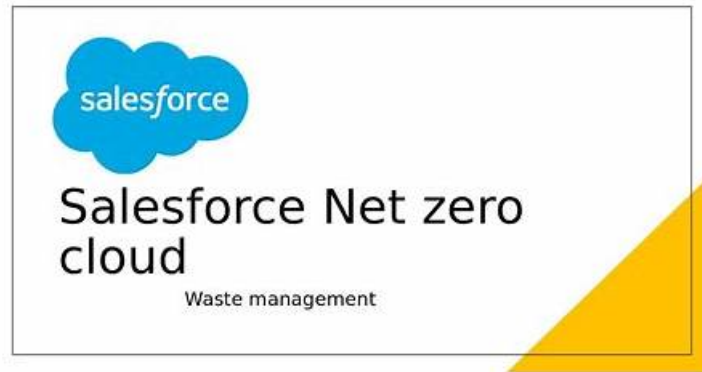 salesforce
Salesforce Net zero
cloud
Waste management